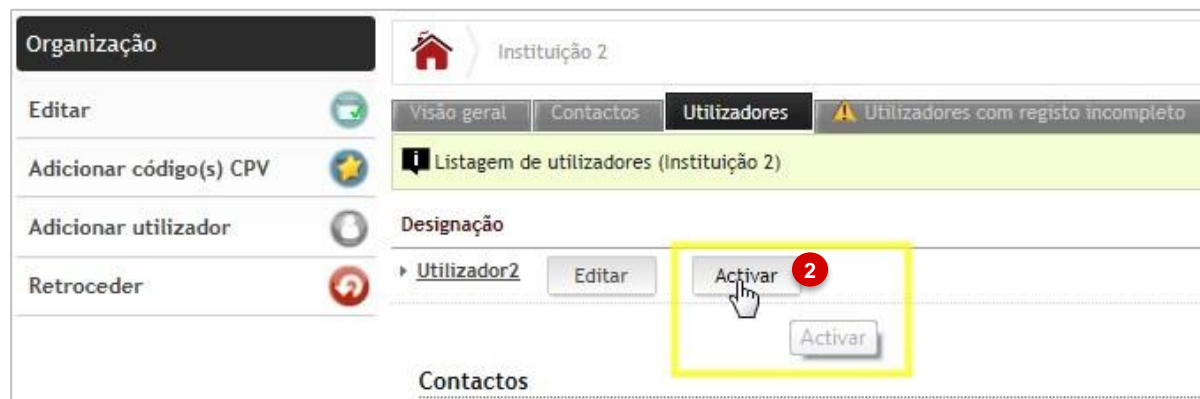 Organização
Editar
Adicionar código(s) CPV
Adicionar utilizador
Retroceder
Instituição 2
Visão geral Contactos Utilizadores Utilizadores com registo incompleto
Listagem de utilizadores (Instituição 2)
Designação
Utilizador2 Editar Activar 2
Activar
Contactos